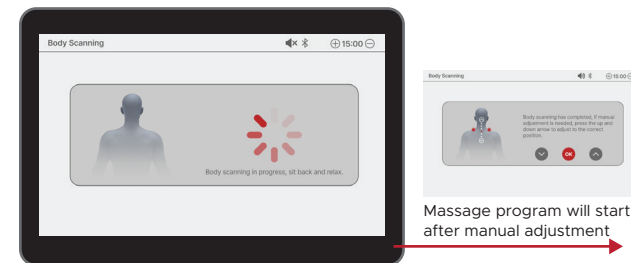 Body Scanning
15:00
Body scanning in progress, sit back and relax.
Body Scanning
15:00
Body scanning has completed, if manual
adjustment is needed, press the up and
down arrow to adjust to the correct
position.
OK
Massage program will start
after manual adjustment